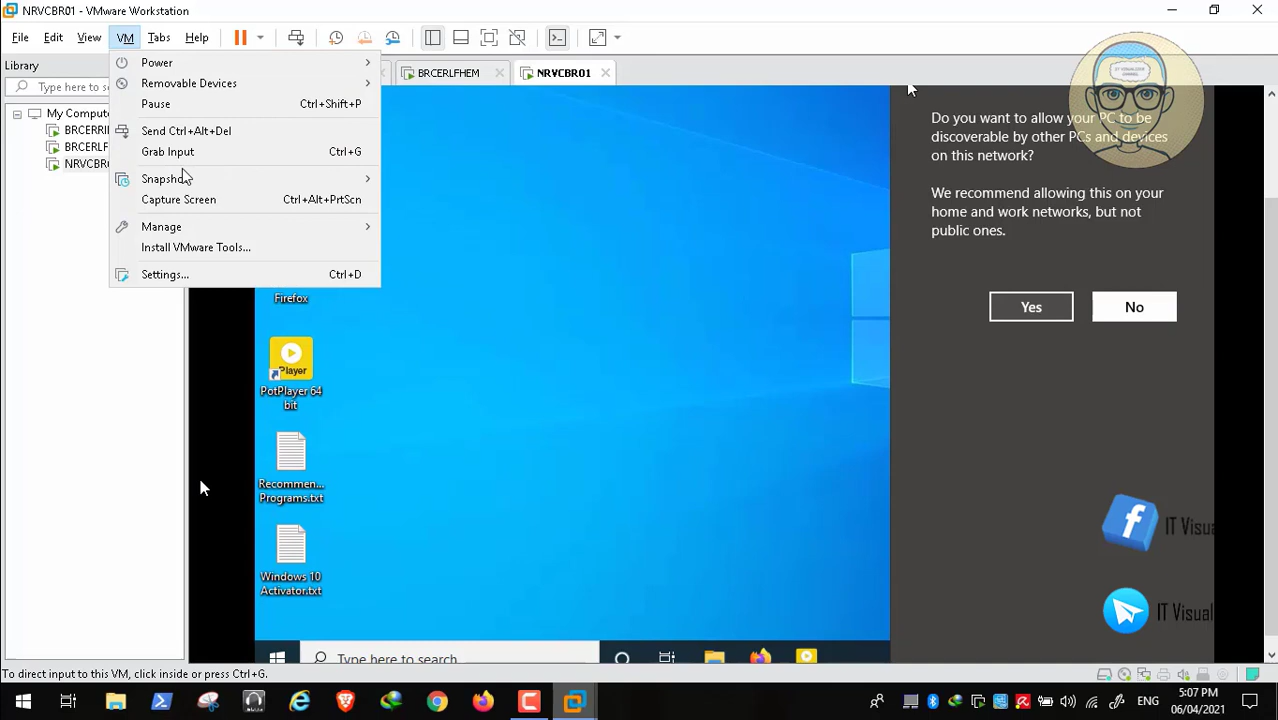 NRVCBR01 - VMware Workstation
File Edit View VM Tabs Help
Library
Type here to se
My Compute
BRCERRI
BRCERLF
NRVCBR
Power
Removable Devices
Pause Ctrl+Shift+P
Send Ctrl+Alt+Del
Grab Input Ctrl+G
Snapshot
Capture Screen Ctrl+Alt+PrtScn
Manage
Install VMware Tools...
Settings... Ctrl+D
BRCERLFHEM
NRVCBR01
IT VISUALIZER
CHANNEL
Do you want to allow your PC to be
discoverable by other PCs and devices
on this network?
We recommend allowing this on your
home and work networks, but not
public ones.
Yes No
Firefox
Player
PotPlayer 64
bit
Recommen...
Programs.txt
Windows 10
Activator.txt
IT Visua
IT Visual
Type here to search
To direct input to this VM, click inside or press Ctrl+G.
ENG
5:07 PM
06/04/2021